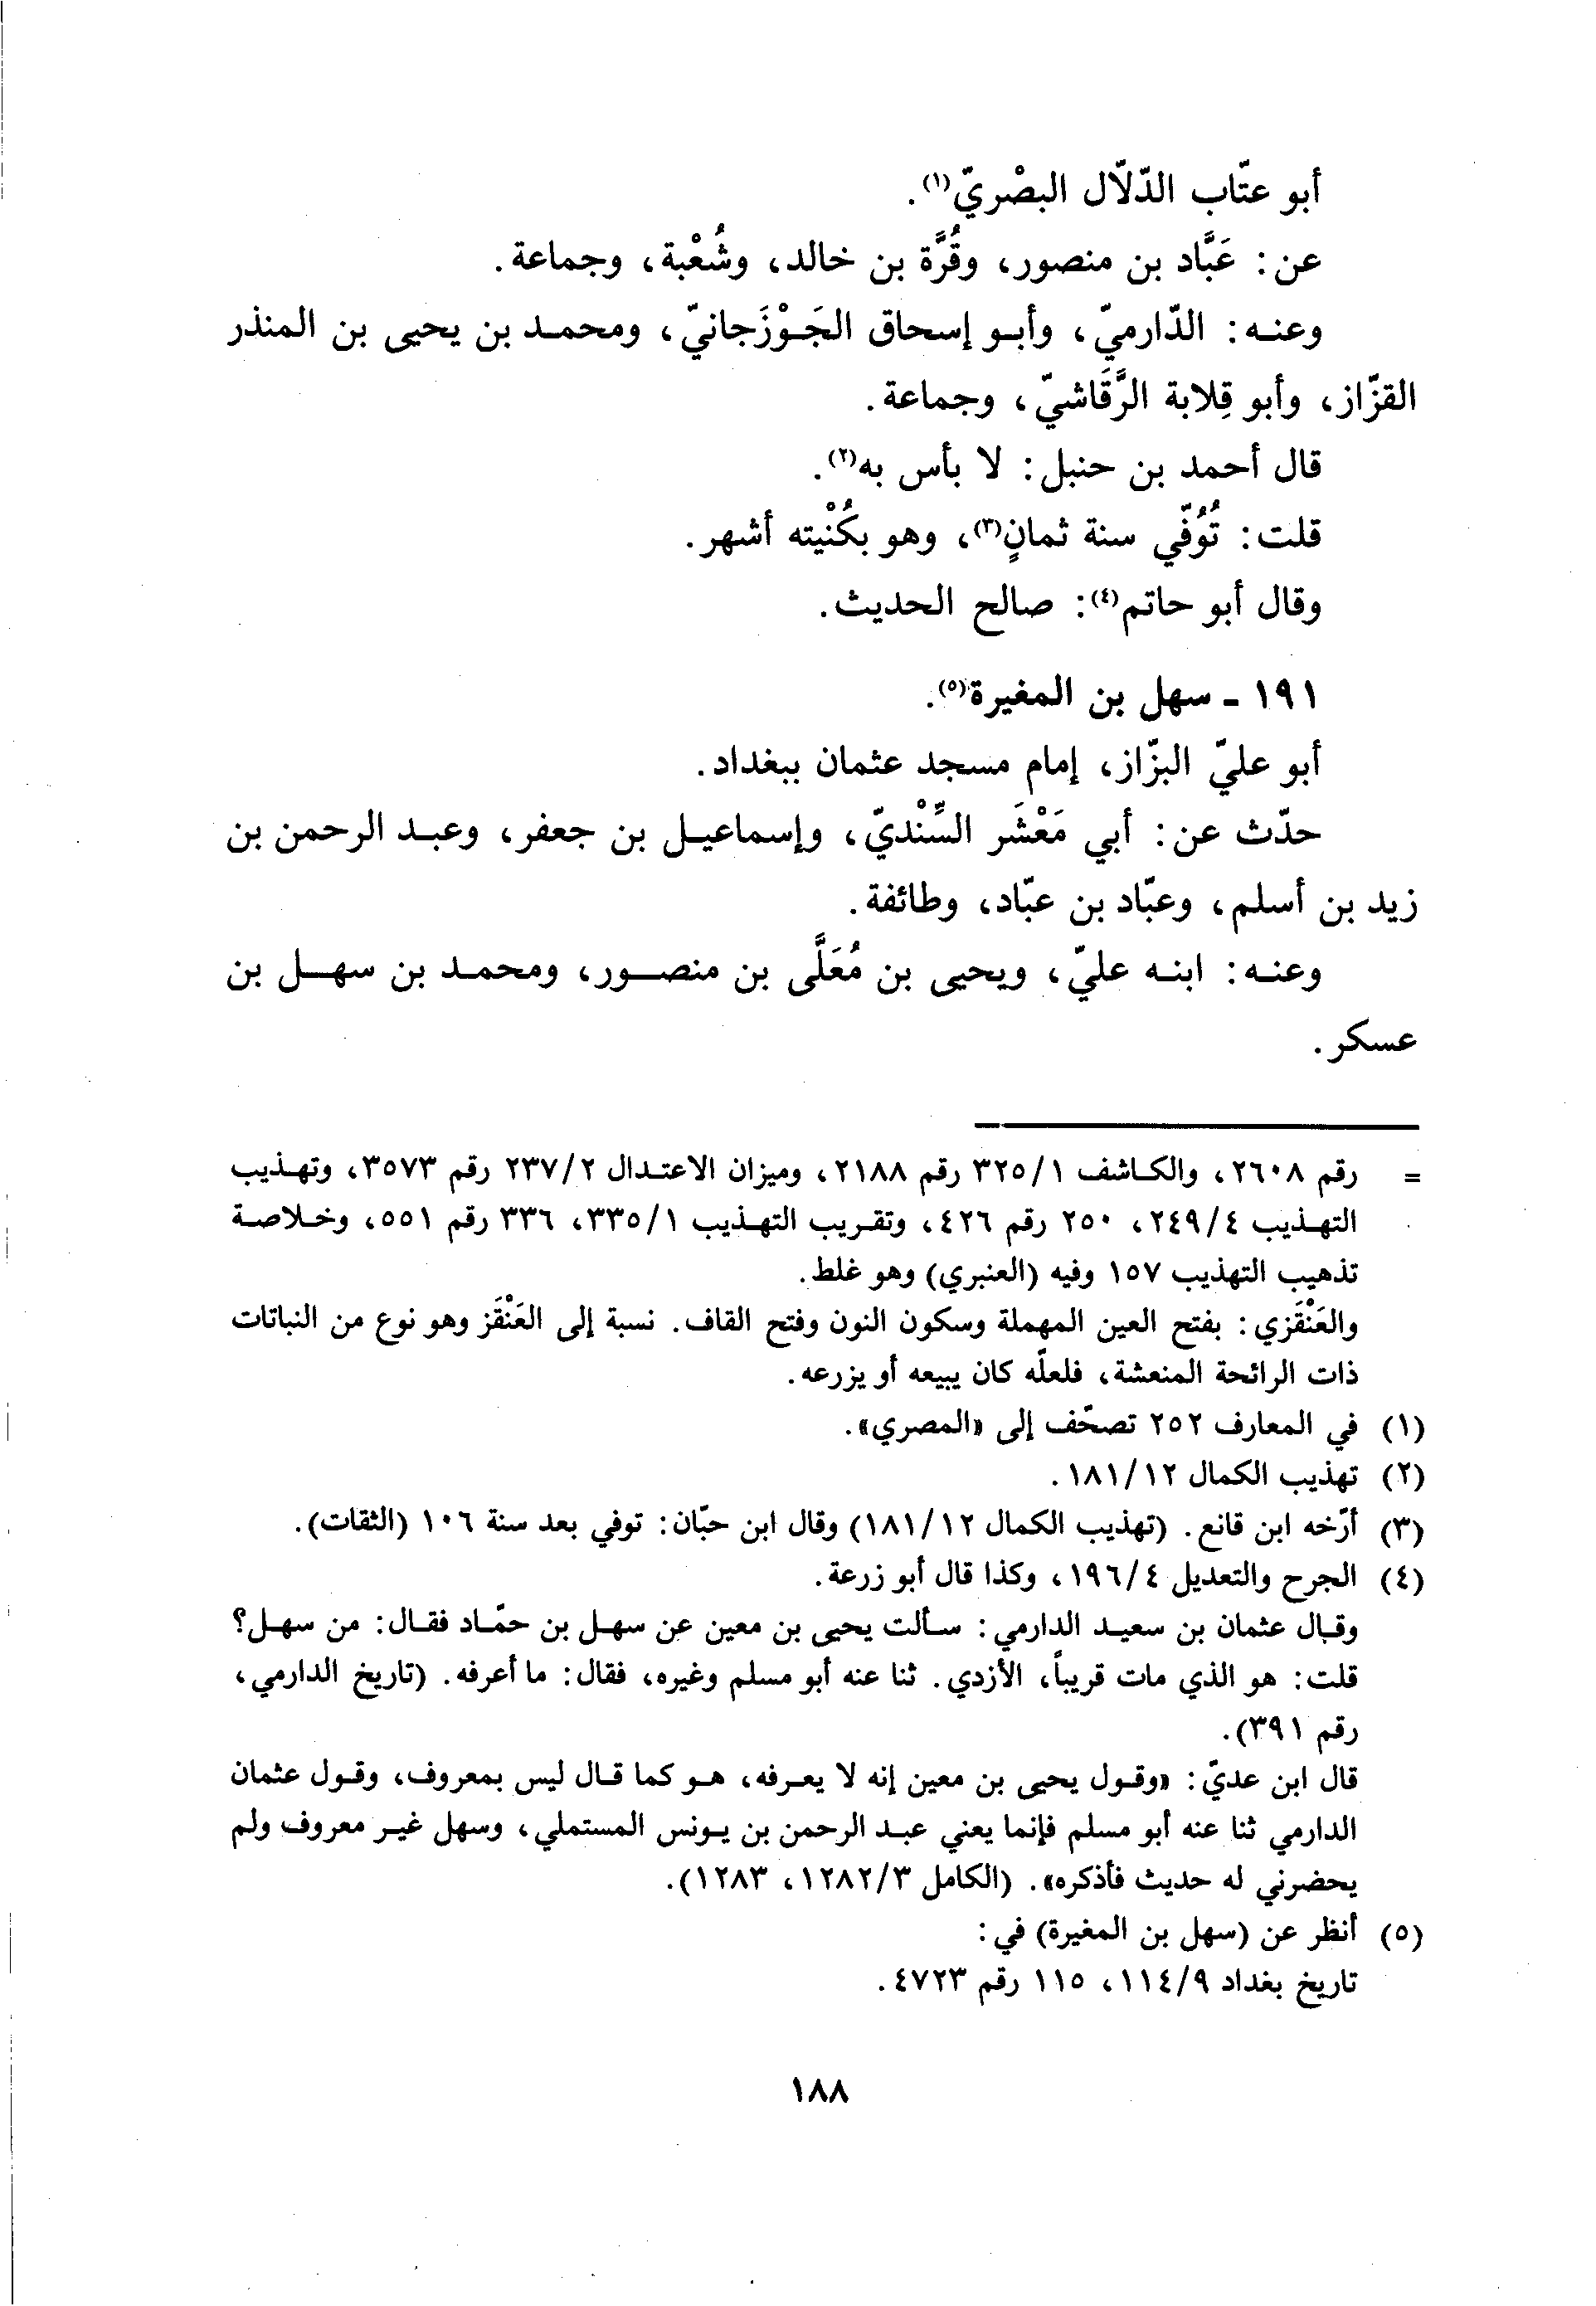 أبو عتّاب الدّلّال البصْريّ(١).
عن: عَبَّاد بن منصور، وقُرَّة بن خالد، وشُعْبة، وجماعة.
وعنه: الدّارميّ، وأبو إسحاق الجَوْزَجانيّ، ومحمد بن يحيى بن المنذر
القزّاز، وأبو قِلابة الرَّقَاشيّ، وجماعة.
قال أحمد بن حنبل: لا بأس به(٢).
قلت: تُوُفّي سنة ثمانٍ(٣)، وهو بكُنْيته أشهر.
وقال أبو حاتم(٤): صالح الحديث.
١٩١ - سهل بن المغيرة(٥).
أبو عليّ البزّاز، إمام مسجد عثمان ببغداد.
حدّث عن: أبي مَعْشَر السِّنْديّ، وإسماعيل بن جعفر، وعبد الرحمن بن
زيد بن أسلم، وعبّاد بن عبّاد، وطائفة.
وعنه: ابنه عليّ، ويحيى بن مُعَلَّى بن منصور، ومحمد بن سهل بن
عسكر.
= رقم ٢٦٠٨، والكاشف ١/ ٣٢٥ رقم ٢١٨٨، وميزان الاعتدال ٢/ ٢٣٧ رقم ٣٥٧٣، وتهذيب
التهذيب ٤/ ٢٤٩، ٢٥٠ رقم ٤٢٦، وتقريب التهذيب ١/ ٣٣٥، ٣٣٦ رقم ٥٥١، وخلاصة
تذهيب التهذيب ١٥٧ وفيه (العنبري) وهو غلط.
والعَنْقَزي: بفتح العين المهملة وسكون النون وفتح القاف. نسبة إلى العَنْقَز وهو نوع من النباتات
ذات الرائحة المنعشة، فلعلّه كان يبيعه أو يزرعه.
(١) في المعارف ٢٥٢ تصحّف إلى «المصري».
(٢) تهذيب الكمال ١٢/ ١٨١.
(٣) أرّخه ابن قانع. (تهذيب الكمال ١٢/ ١٨١) وقال ابن حبّان: توفي بعد سنة ١٠٦ (الثقات).
(٤) الجرح والتعديل ٤/ ١٩٦، وكذا قال أبو زرعة.
وقال عثمان بن سعيد الدارمي: سألت يحيى بن معين عن سهل بن حمّاد فقال: من سهل؟
قلت: هو الذي مات قريباً، الأزدي. ثنا عنه أبو مسلم وغيره، فقال: ما أعرفه. (تاريخ الدارمي،
رقم ٣٩١).
قال ابن عديّ: «وقول يحيى بن معين إنه لا يعرفه، هو كما قال ليس بمعروف، وقول عثمان
الدارمي ثنا عنه أبو مسلم فإنما يعني عبد الرحمن بن يونس المستملي، وسهل غير معروف ولم
يحضرني له حديث فأذكره». (الكامل ٣/ ١٢٨٢، ١٢٨٣).
(٥) أنظر عن (سهل بن المغيرة) في:
تاريخ بغداد ٩/ ١١٤، ١١٥ رقم ٤٧٢٣.
١٨٨